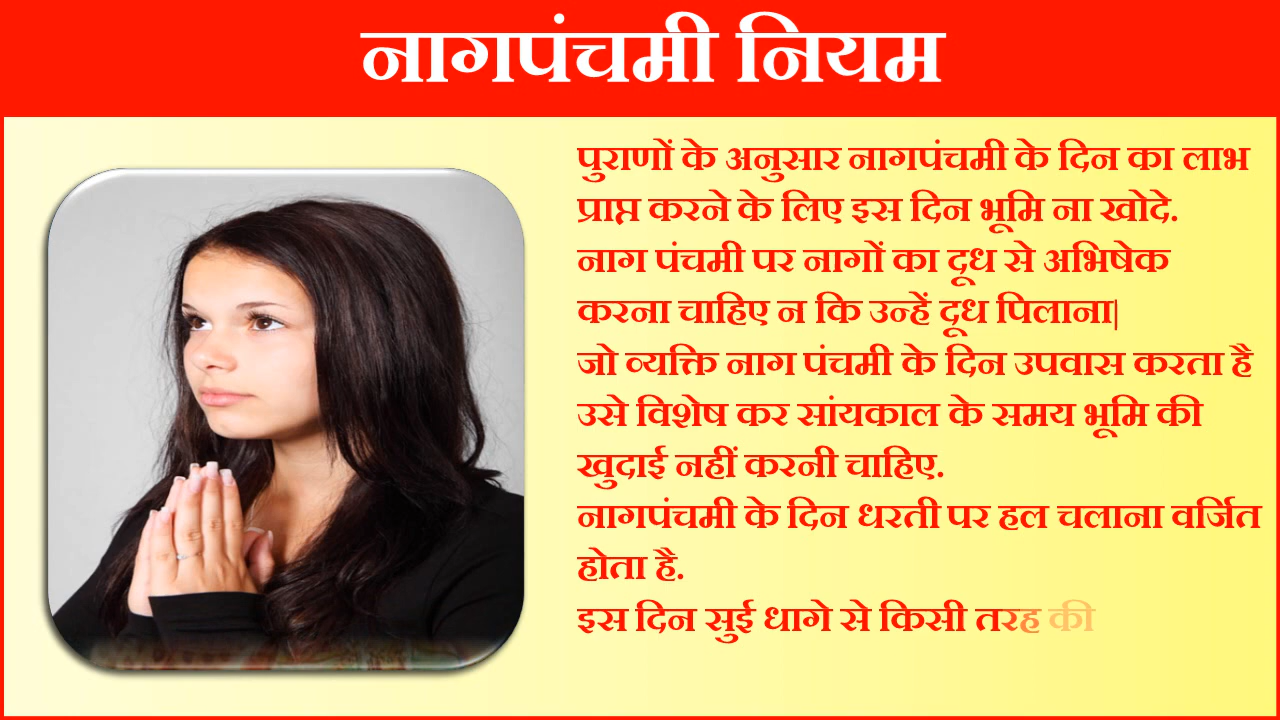 नागपंचमी नियम
पुराणों के अनुसार नागपंचमी के दिन का लाभ
प्राप्त करने के लिए इस दिन भूमि ना खोदे.
नाग पंचमी पर नागों का दूध से अभिषेक
करना चाहिए न कि उन्हें दूध पिलाना|
जो व्यक्ति नाग पंचमी के दिन उपवास करता है
उसे विशेष कर सांयकाल के समय भूमि की
खुदाई नहीं करनी चाहिए.
नागपंचमी के दिन धरती पर हल चलाना वर्जित
होता है.
इस दिन सुई धागे से किसी तरह की